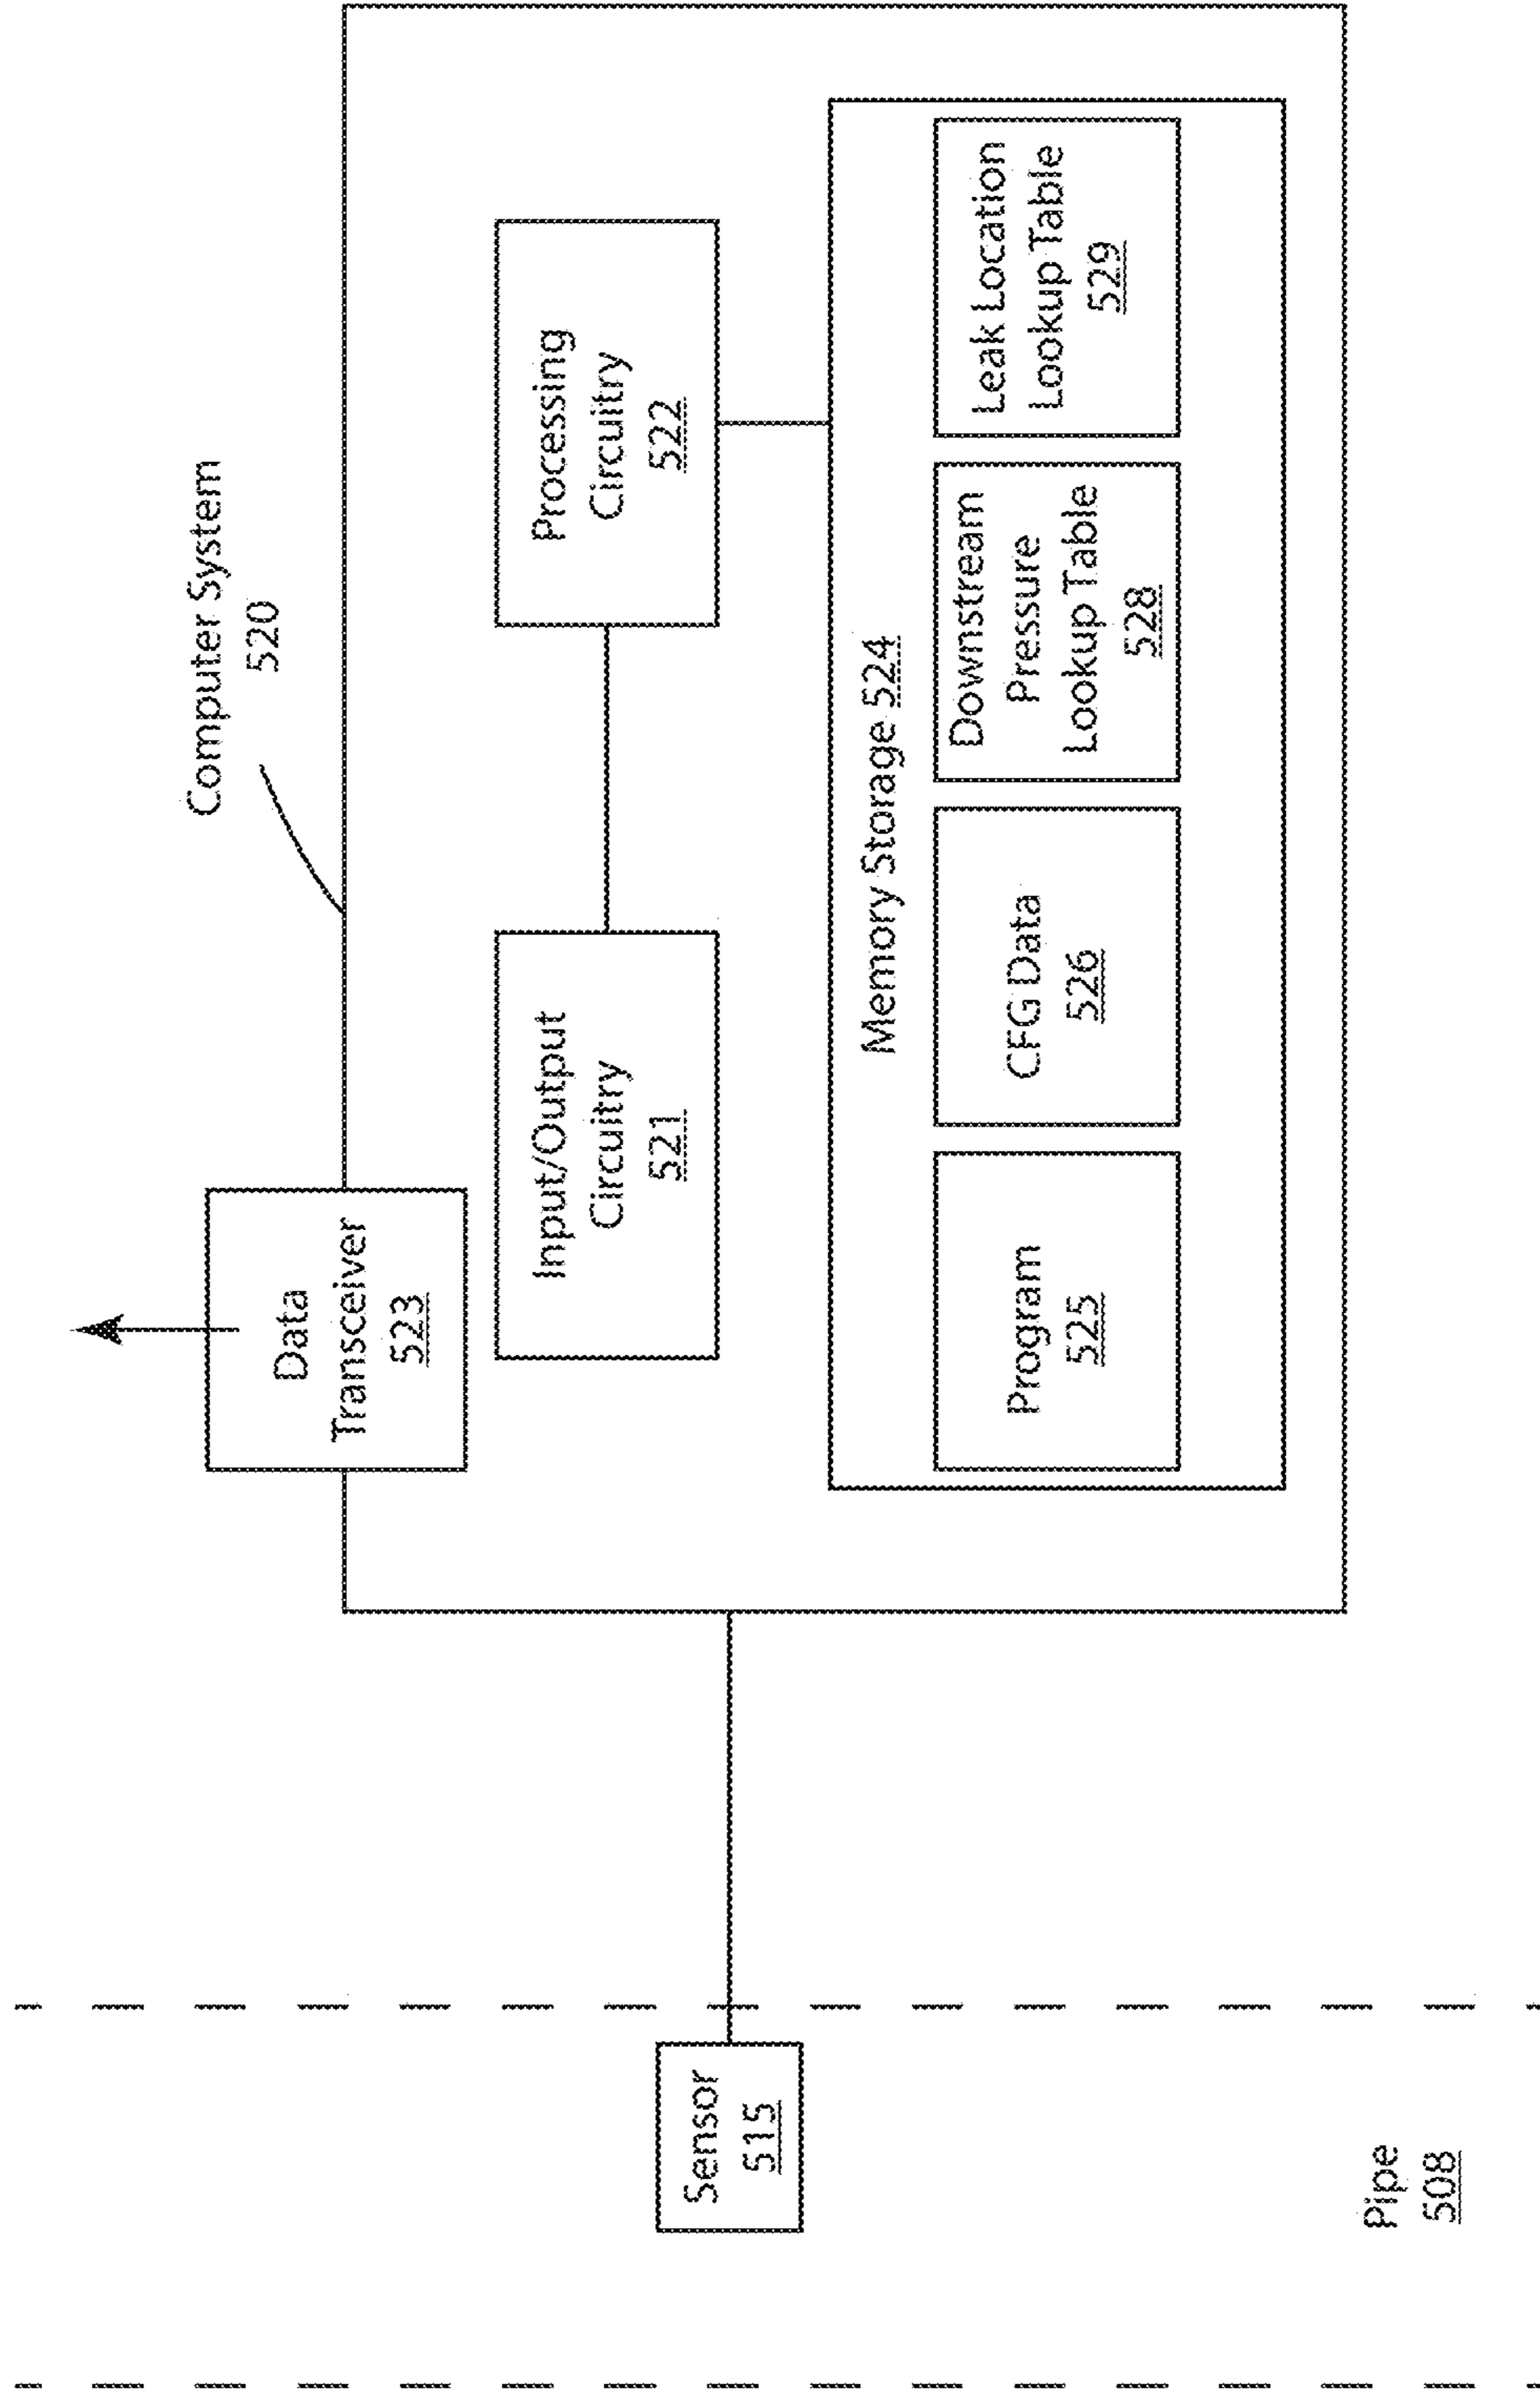 Computer System
520
Data
Transceiver
523
Input/Output
Circuitry
521
Processing
Circuitry
522
Memory Storage 524
Program
525
CFG Data
526
Downstream
Pressure
Lookup Table
528
Leak Location
Lookup Table
529
Sensor
515
Pipe
508